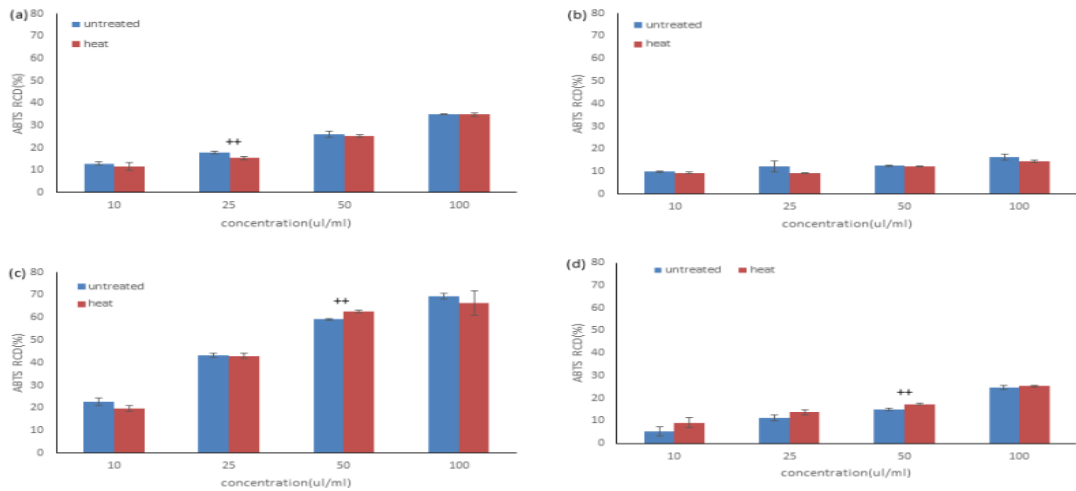 (a)
80
70
60
50
40
30
20
10
0
ABTS RCD(%)
untreated
heat
++
10 25 50 100
concentration(ul/ml)
(b)
80
70
60
50
40
30
20
10
0
ABTS RCD(%)
untreated
heat
10 25 50 100
concentration(ul/ml)
(c)
80
70
60
50
40
30
20
10
0
ABTS RCD(%)
untreated
heat
++
10 25 50 100
concentration(ul/ml)
(d)
80
70
60
50
40
30
20
10
0
ABTS RCD(%)
untreated heat
++
10 25 50 100
concentration(ul/ml)